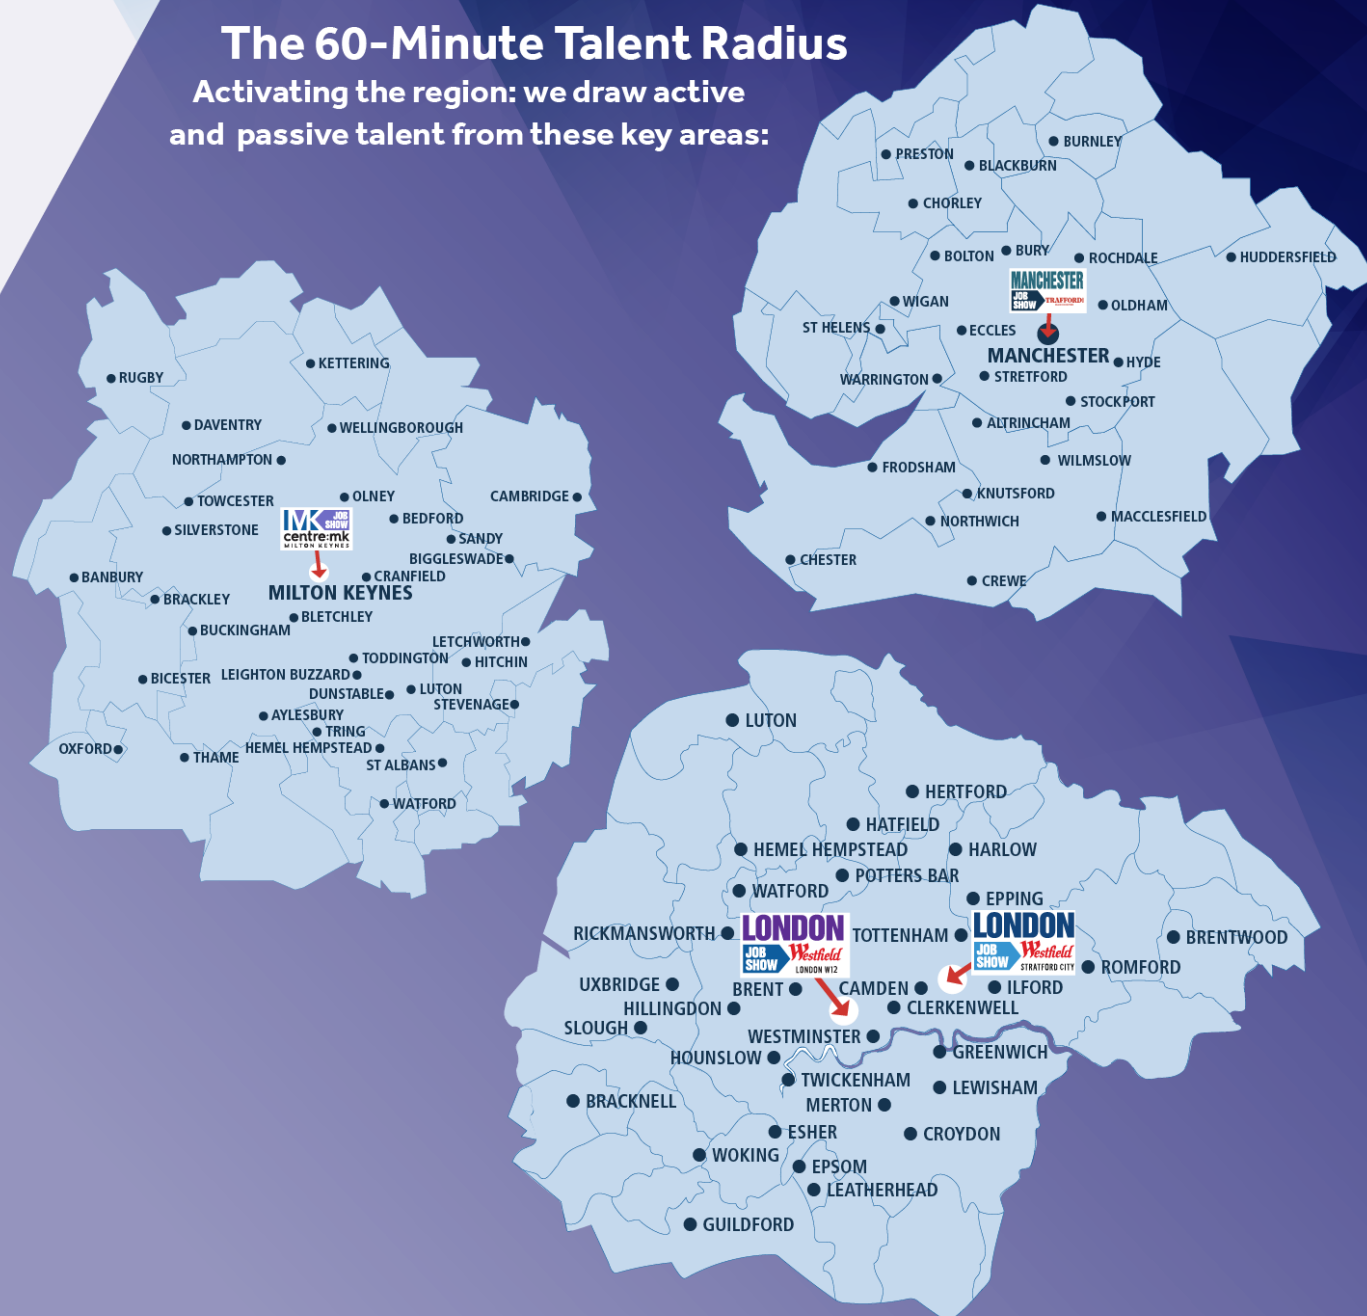 The 60-Minute Talent Radius
Activating the region: we draw active
and passive talent from these key areas:
PRESTON
BURNLEY
BLACKBURN
CHORLEY
BOLTON
BURY
ROCHDALE
HUDDERSFIELD
MANCHESTER
JOB
SHOW
TRAFFORD
WIGAN
OLDHAM
ST HELENS
ECCLES
MANCHESTER
HYDE
WARRINGTON
STRETFORD
STOCKPORT
ALTRINCHAM
FRODSHAM
WILMSLOW
KNUTSFORD
NORTHWICH
MACCLESFIELD
CHESTER
CREWE
RUGBY
KETTERING
DAVENTRY
WELLINGBOROUGH
NORTHAMPTON
TOWCESTER
OLNEY
CAMBRIDGE
SILVERSTONE
MK JOB
SHOW
centre:mk
MILTON KEYNES
BEDFORD
SANDY
BIGGLESWADE
BANBURY
CRANFIELD
MILTON KEYNES
BRACKLEY
BLETCHLEY
BUCKINGHAM
LETCHWORTH
TODDINGTON
HITCHIN
BICESTER
LEIGHTON BUZZARD
DUNSTABLE
LUTON
STEVENAGE
AYLESBURY
TRING
OXFORD
HEMEL HEMPSTEAD
THAME
ST ALBANS
WATFORD
LUTON
HERTFORD
HATFIELD
HEMEL HEMPSTEAD
HARLOW
POTTERS BAR
WATFORD
EPPING
LONDON
JOB
SHOW
Westfield
LONDON W12
LONDON
JOB
SHOW
Westfield
STRATFORD CITY
RICKMANSWORTH
TOTTENHAM
BRENTWOOD
ROMFORD
UXBRIDGE
BRENT
CAMDEN
ILFORD
HILLINGDON
CLERKENWELL
SLOUGH
WESTMINSTER
HOUNSLOW
GREENWICH
TWICKENHAM
LEWISHAM
BRACKNELL
MERTON
ESHER
CROYDON
WOKING
EPSOM
LEATHERHEAD
GUILDFORD